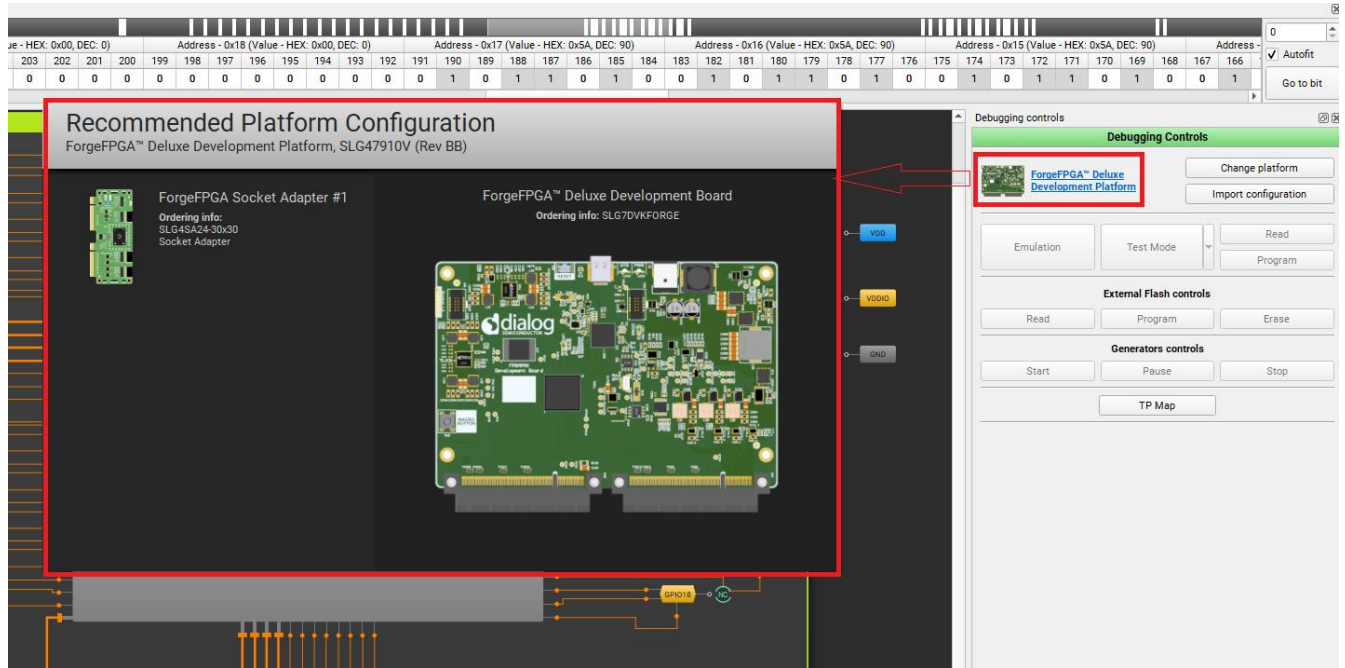 ue - HEX: 0x00, DEC: 0) Address - 0x18 (Value - HEX: 0x00, DEC: 0) Address - 0x17 (Value - HEX: 0x5A, DEC: 90) Address - 0x16 (Value - HEX: 0x5A, DEC: 90) Address - 0x15 (Value - HEX: 0x5A, DEC: 90) Address -
203 202 201 200 199 198 197 196 195 194 193 192 191 190 189 188 187 186 185 184 183 182 181 180 179 178 177 176 175 174 173 172 171 170 169 168 167 166
0 0 0 0 0 0 0 0 0 0 0 0 0 1 0 1 1 0 1 0 0 1 0 1 1 0 1 0 0 1 0 1 1 0 1 0 0 1
0
Autofit
Go to bit
Recommended Platform Configuration
ForgeFPGA™ Deluxe Development Platform, SLG47910V (Rev BB)
ForgeFPGA Socket Adapter #1
Ordering info:
SLG4SA24-30x30
Socket Adapter
ForgeFPGA™ Deluxe Development Board
Ordering info: SLG7DVKFORGE
RESET
dialog
SEMICONDUCTOR
Development Board
VDD
VDDIO
GND
GPIO18
NC
Debugging controls
Debugging Controls
ForgeFPGA™ Deluxe
Development Platform
Change platform
Import configuration
Emulation
Test Mode
Read
Program
External Flash controls
Read Program Erase
Generators controls
Start Pause Stop
TP Map